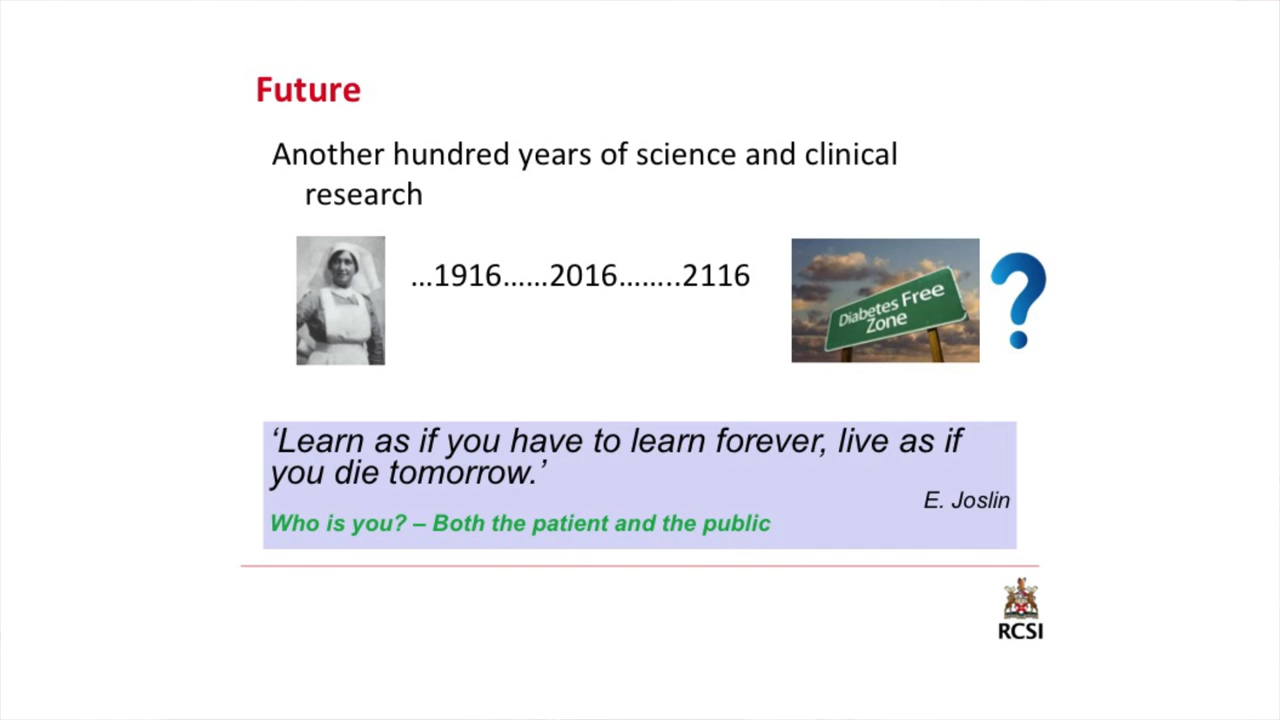 Future
Another hundred years of science and clinical
research
...1916......2016........2116
Diabetes Free
Zone
?
‘Learn as if you have to learn forever, live as if
you die tomorrow.’
E. Joslin
Who is you? – Both the patient and the public
RCSI